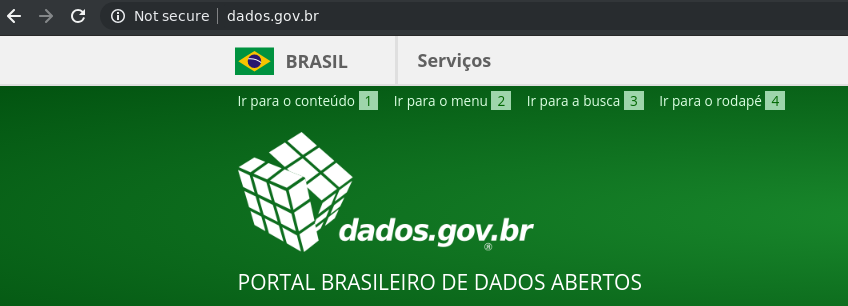 Not secure | dados.gov.br
BRASIL Serviços
Ir para o conteúdo 1 Ir para o menu 2 Ir para a busca 3 Ir para o rodapé 4
dados.gov.br
®
PORTAL BRASILEIRO DE DADOS ABERTOS